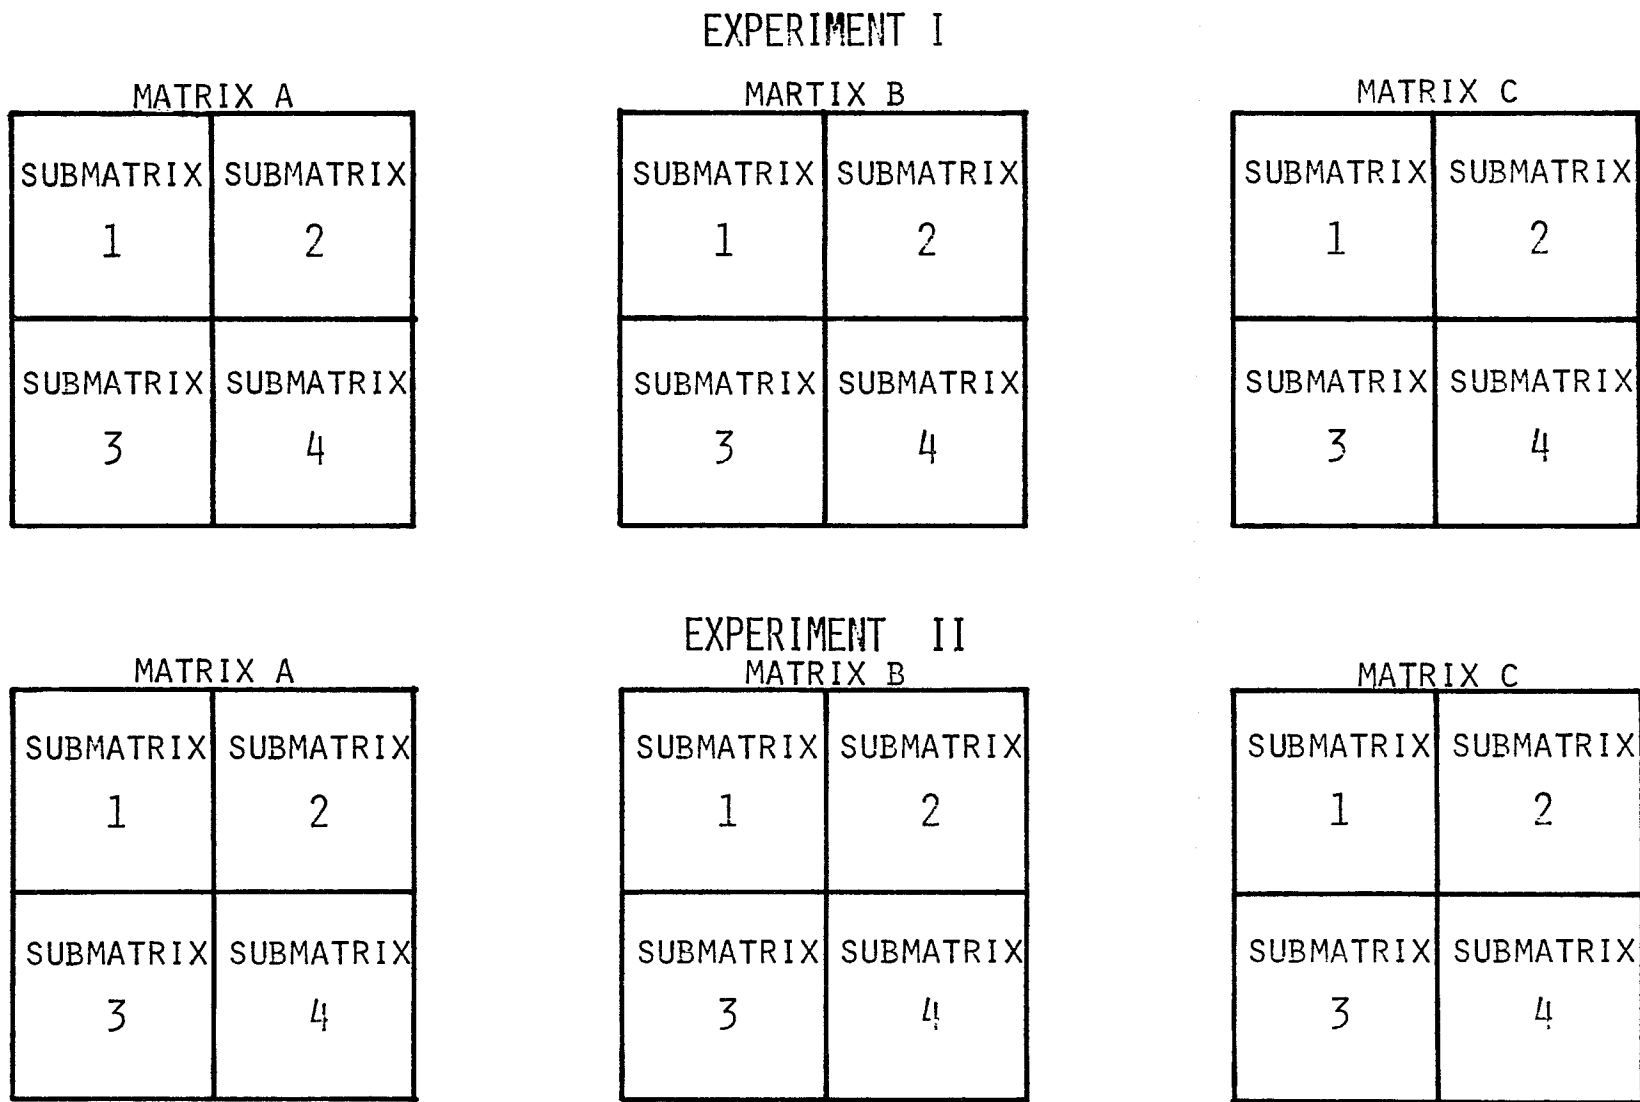 EXPERIMENT I
MATRIX A MARTIX B MATRIX C
SUBMATRIX SUBMATRIX SUBMATRIX SUBMATRIX SUBMATRIX SUBMATRIX
1 2 1 2 1 2
SUBMATRIX SUBMATRIX SUBMATRIX SUBMATRIX SUBMATRIX SUBMATRIX
3 4 3 4 3 4
EXPERIMENT II
MATRIX A MATRIX B MATRIX C
SUBMATRIX SUBMATRIX SUBMATRIX SUBMATRIX SUBMATRIX SUBMATRIX
1 2 1 2 1 2
SUBMATRIX SUBMATRIX SUBMATRIX SUBMATRIX SUBMATRIX SUBMATRIX
3 4 3 4 3 4